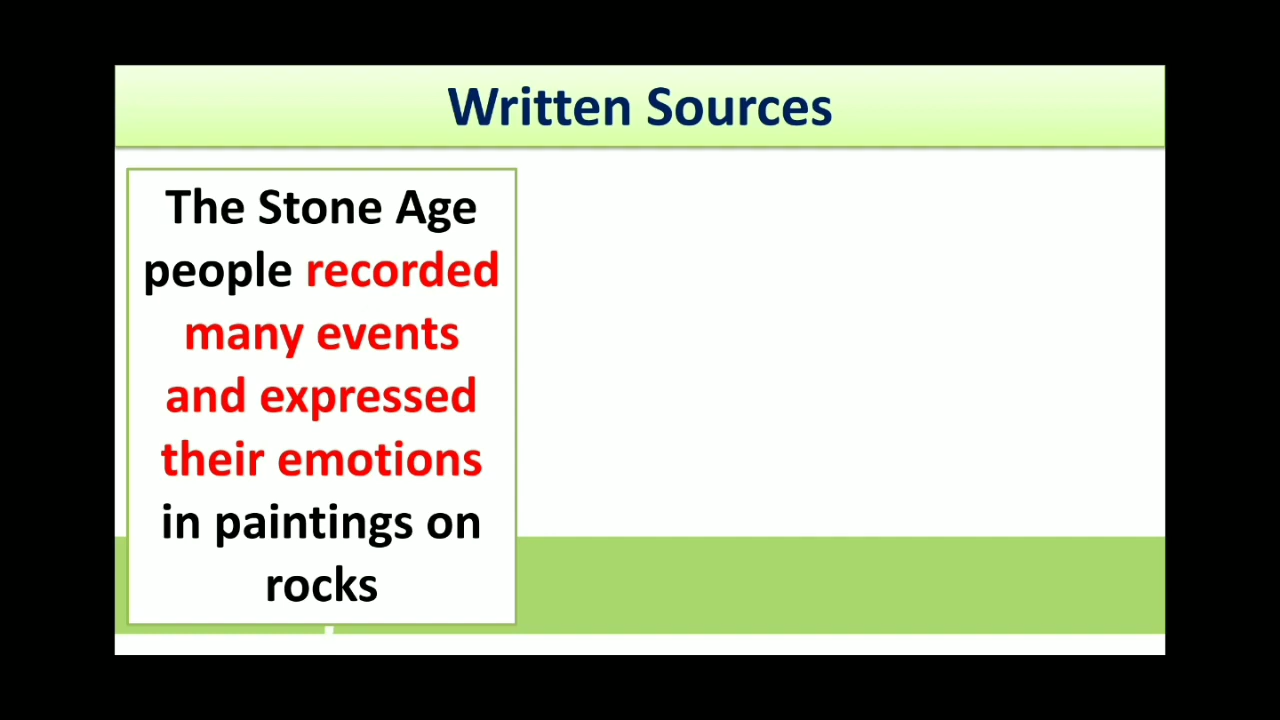 Written Sources
The Stone Age
people recorded
many events
and expressed
their emotions
in paintings on
rocks